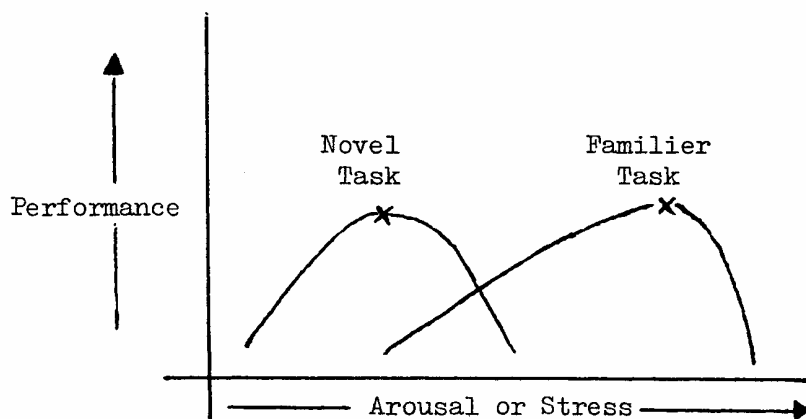 Novel
Task
Familier
Task
Performance
Arousal or Stress